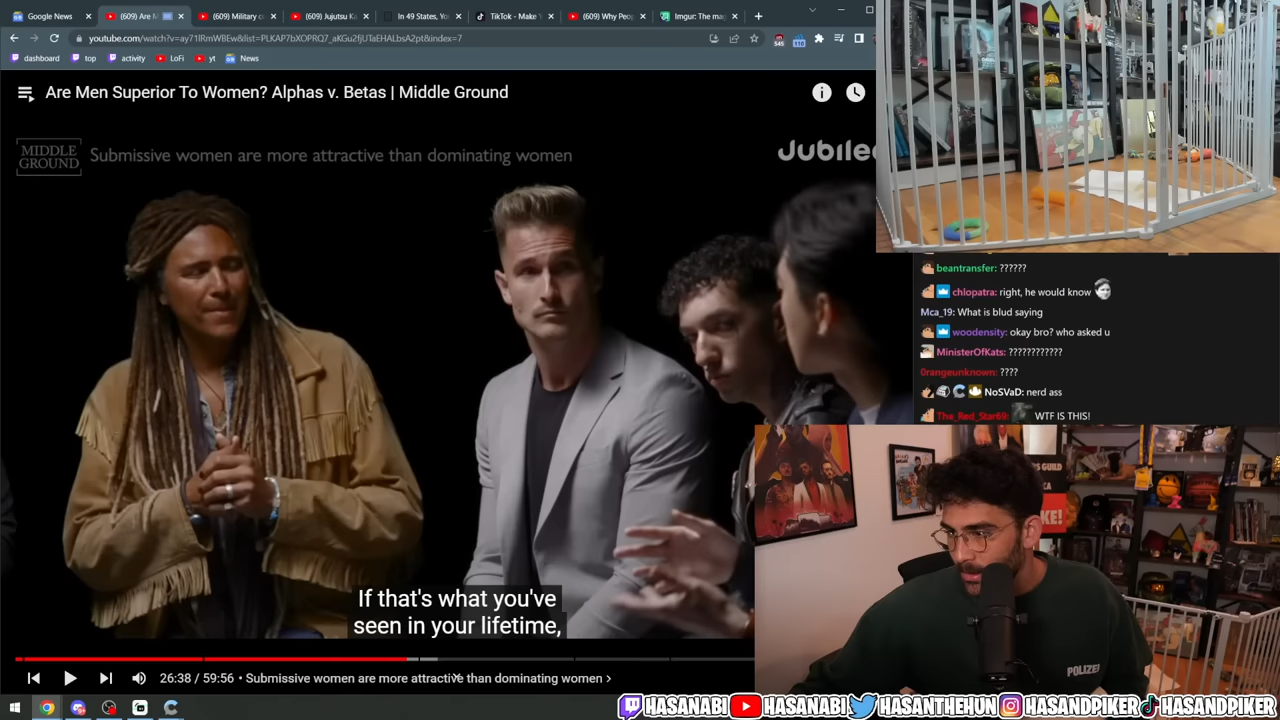 Google News
(609) Are M
(609) Military c
(609) Jujutsu K
In 49 States, Yo
TikTok - Make Y
(609) Why Peop
Imgur: The mag
youtube.com/watch?v=ay71lRmWBEw&list=PLKAP7bXOPRQ7_aKGu2fjUTaEHALbsA2pt&index=7
545
110
dashboard
top
activity
LoFi
yt
News
Are Men Superior To Women? Alphas v. Betas | Middle Ground
MIDDLE
GROUND
Submissive women are more attractive than dominating women
Jubilee
beantransfer: ??????
chlopatra: right, he would know
Mca_19: What is blud saying
woodensity: okay bro? who asked u
MinisterOfKats: ????????????
0rangeunknown: ????
NoSVaD: nerd ass
The_Red_Star69: WTF IS THIS!
GUILD
KE!
If that's what you've
seen in your lifetime,
POLIZEI
26:38 / 59:56 • Submissive women are more attractive than dominating women
HASANABI
HASANABI
HASANTHEHUN
HASANDPIKER
HASANDPIKER